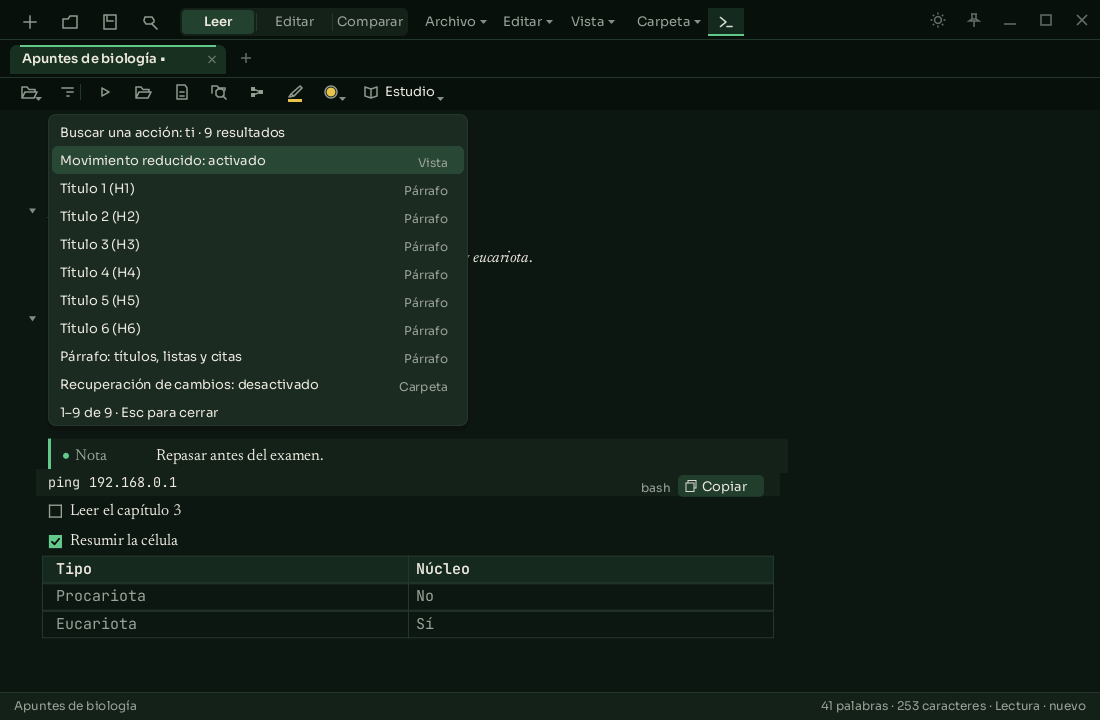 Leer Editar Comparar Archivo Editar Vista Carpeta
Apuntes de biología •
Estudio
Buscar una acción: ti · 9 resultados
Movimiento reducido: activado Vista
Título 1 (H1) Párrafo
Título 2 (H2) Párrafo
Título 3 (H3) Párrafo
y eucariota.
Título 4 (H4) Párrafo
Título 5 (H5) Párrafo
Título 6 (H6) Párrafo
Párrafo: títulos, listas y citas Párrafo
Recuperación de cambios: desactivado Carpeta
1–9 de 9 · Esc para cerrar
• Nota Repasar antes del examen.
ping 192.168.0.1 bash Copiar
Leer el capítulo 3
Resumir la célula
Tipo Núcleo
Procariota No
Eucariota Sí
Apuntes de biología 41 palabras · 253 caracteres · Lectura · nuevo